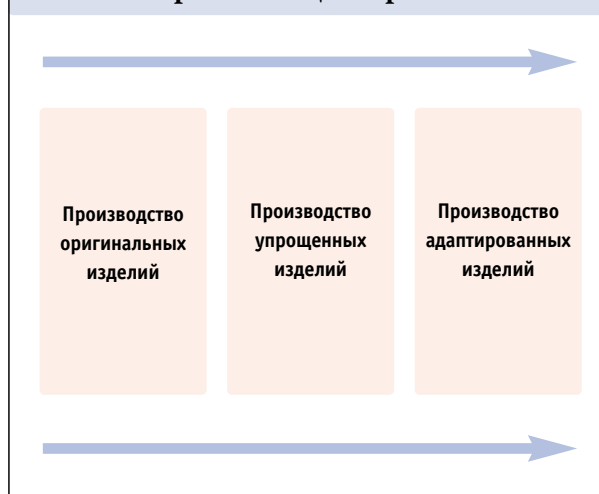 Производство
оригинальных
изделий
Производство
упрощенных
изделий
Производство
адаптированных
изделий